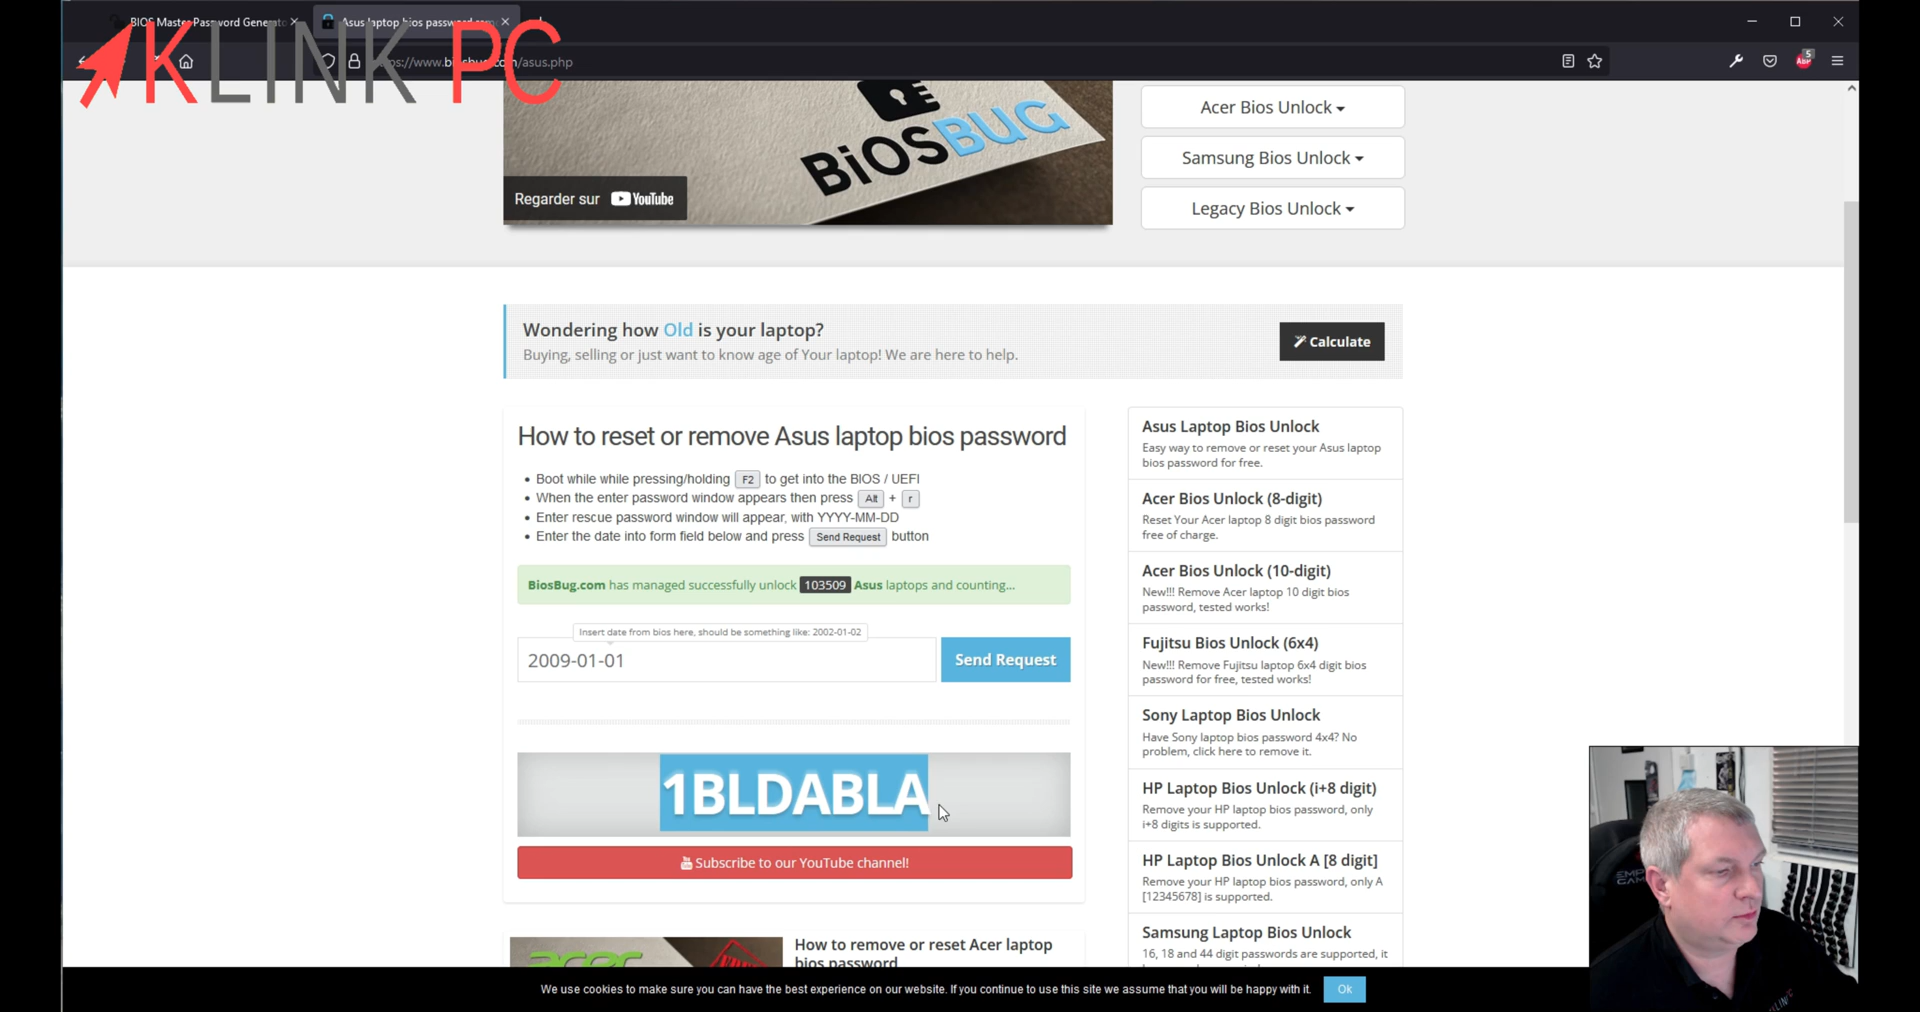 BIOS Master Password Generato
Asus laptop bios password rem
KLINK PC
https://www.biosbug.com/asus.php
5
ABP
BiOSBUG
Regarder sur YouTube
Acer Bios Unlock
Samsung Bios Unlock
Legacy Bios Unlock
Wondering how Old is your laptop?
Buying, selling or just want to know age of Your laptop! We are here to help.
Calculate
How to reset or remove Asus laptop bios password
• Boot while while pressing/holding F2 to get into the BIOS / UEFI
• When the enter password window appears then press Alt + r
• Enter rescue password window will appear, with YYYY-MM-DD
• Enter the date into form field below and press Send Request button
BiosBug.com has managed successfully unlock 103509 Asus laptops and counting...
Insert date from bios here, should be something like: 2002-01-02
2009-01-01
Send Request
1BLDABLA
Subscribe to our YouTube channel!
How to remove or reset Acer laptop
bios password
acer
Asus Laptop Bios Unlock
Easy way to remove or reset your Asus laptop
bios password for free.
Acer Bios Unlock (8-digit)
Reset Your Acer laptop 8 digit bios password
free of charge.
Acer Bios Unlock (10-digit)
New!!! Remove Acer laptop 10 digit bios
password, tested works!
Fujitsu Bios Unlock (6x4)
New!!! Remove Fujitsu laptop 6x4 digit bios
password for free, tested works!
Sony Laptop Bios Unlock
Have Sony laptop bios password 4x4? No
problem, click here to remove it.
HP Laptop Bios Unlock (i+8 digit)
Remove your HP laptop bios password, only
i+8 digits is supported.
HP Laptop Bios Unlock A [8 digit]
Remove your HP laptop bios password, only A
[12345678] is supported.
Samsung Laptop Bios Unlock
16, 18 and 44 digit passwords are supported, it
We use cookies to make sure you can have the best experience on our website. If you continue to use this site we assume that you will be happy with it.
Ok